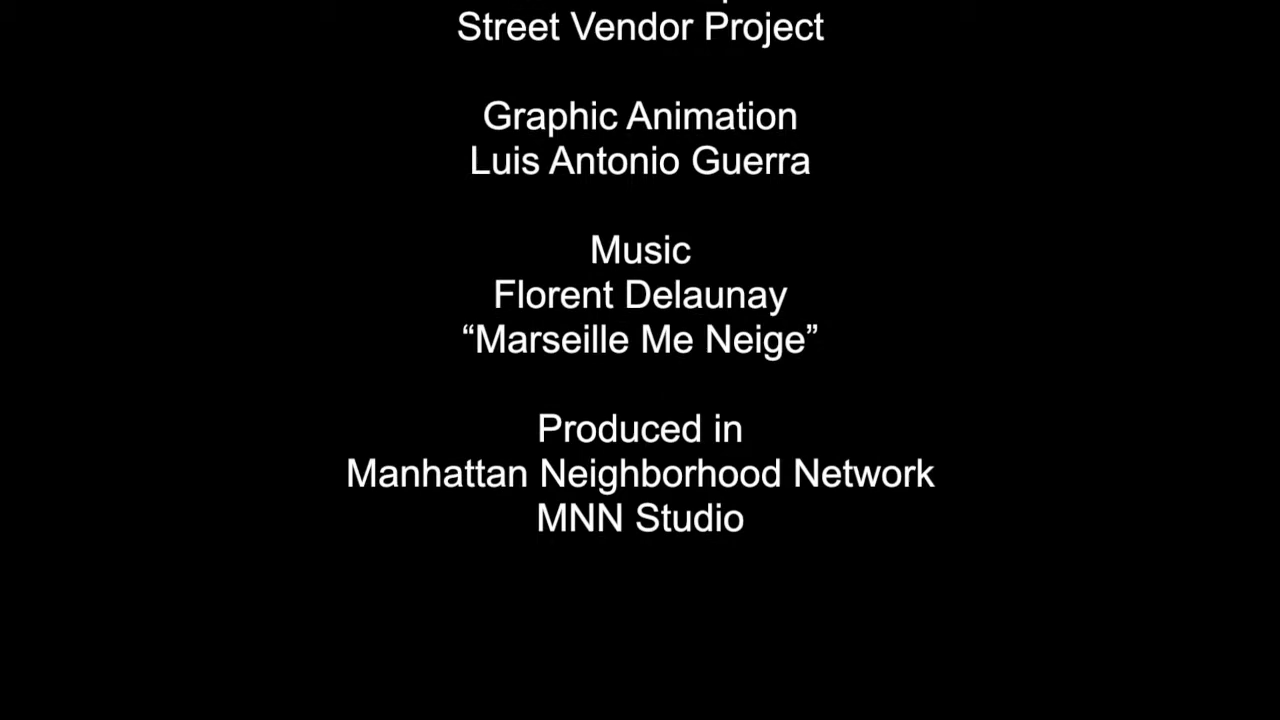 Street Vendor Project
Graphic Animation
Luis Antonio Guerra
Music
Florent Delaunay
“Marseille Me Neige”
Produced in
Manhattan Neighborhood Network
MNN Studio